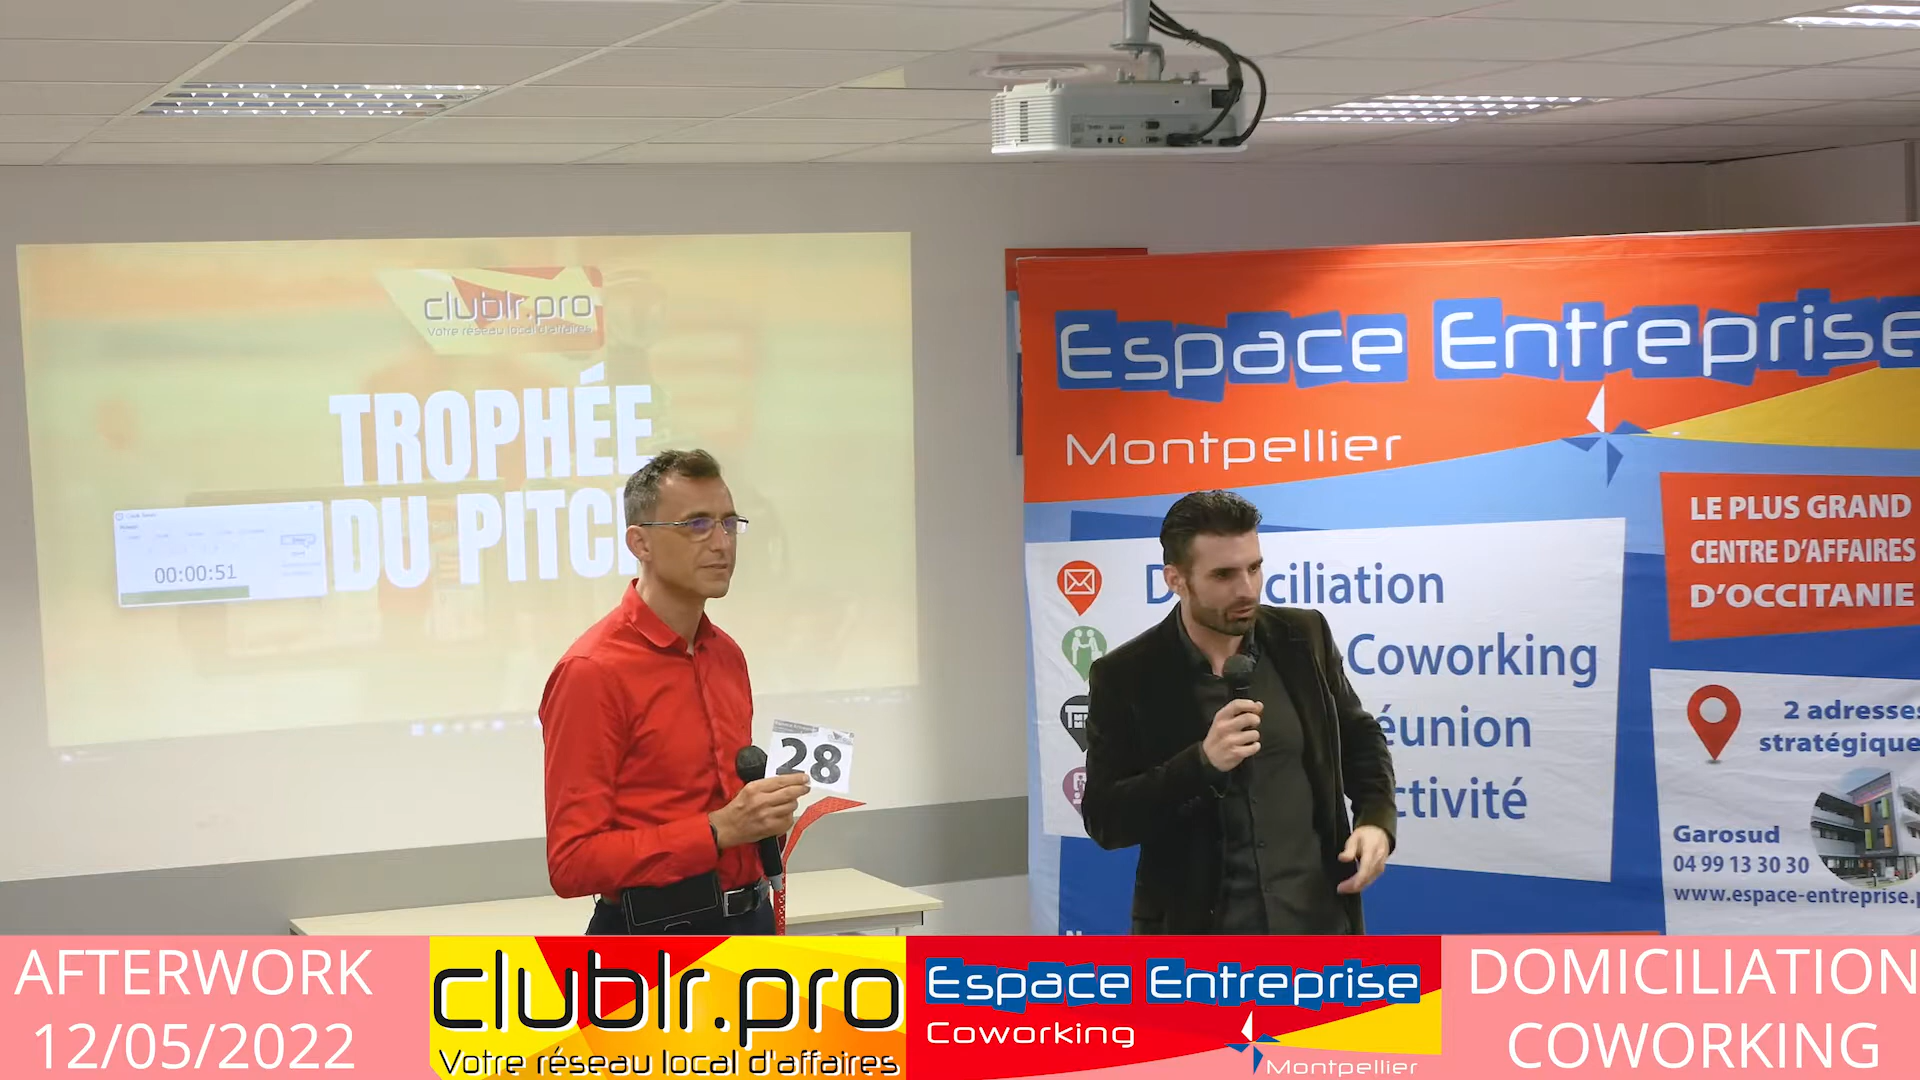 clublr.pro
Votre réseau local d'affaires
TROPHÉE
DU PITCH
00:00:51
28
Espace Entreprise
Montpellier
LE PLUS GRAND
CENTRE D'AFFAIRES
D'OCCITANIE
ciliation
Coworking
éunion
ctivité
2 adresses
stratégique
Garosud
04 99 13 30 30
www.espace-entreprise.p
AFTERWORK
12/05/2022
clublr.pro
Votre réseau local d'affaires
Espace Entreprise
Coworking
Montpellier
DOMICILIATION
COWORKING